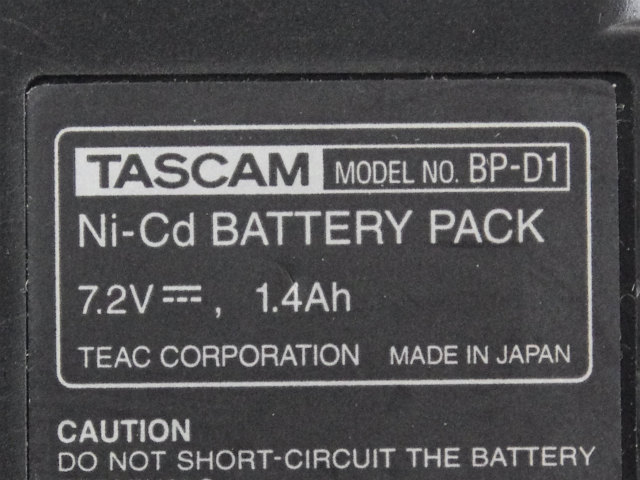 TASCAM MODEL NO. BP-D1
Ni-Cd BATTERY PACK
7.2V ⎓, 1.4Ah
TEAC CORPORATION MADE IN JAPAN
CAUTION
DO NOT SHORT-CIRCUIT THE BATTERY